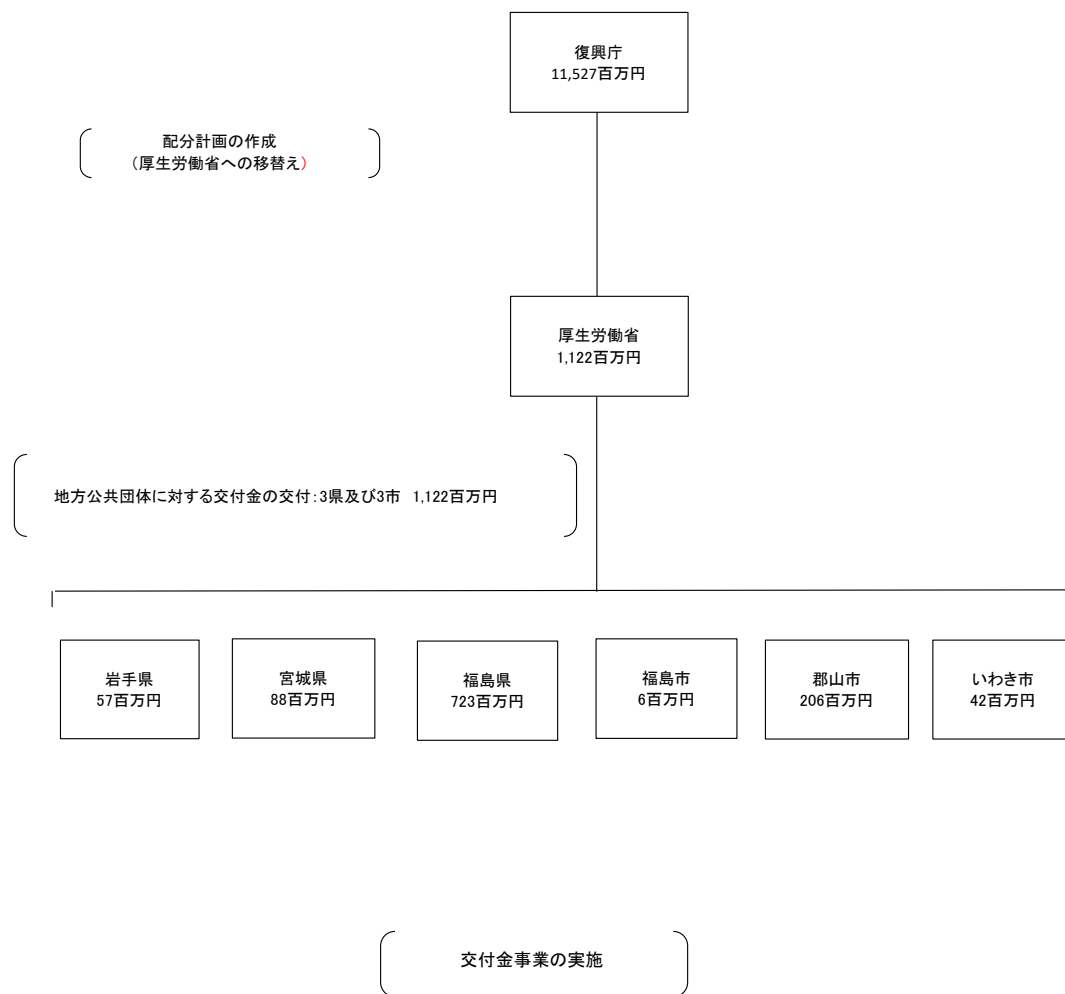 復興庁
11,527百万円
配分計画の作成
（厚生労働省への移替え）
厚生労働省
1,122百万円
地方公共団体に対する交付金の交付：3県及び3市　1,122百万円
岩手県
57百万円
宮城県
88百万円
福島県
723百万円
福島市
6百万円
郡山市
206百万円
いわき市
42百万円
交付金事業の実施